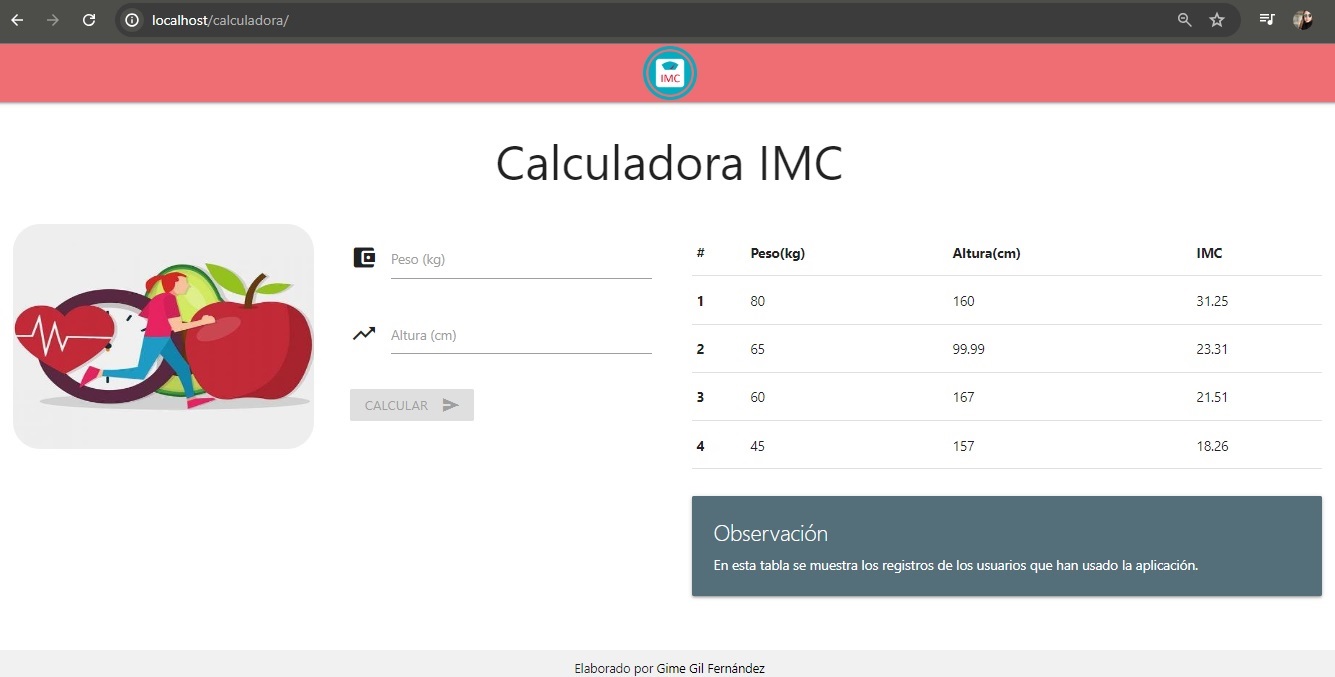 localhost/calculadora/
IMC
Calculadora IMC
Peso (kg)
Altura (cm)
CALCULAR
# Peso(kg) Altura(cm) IMC
1 80 160 31.25
2 65 99.99 23.31
3 60 167 21.51
4 45 157 18.26
Observación
En esta tabla se muestra los registros de los usuarios que han usado la aplicación.
Elaborado por Gime Gil Fernández